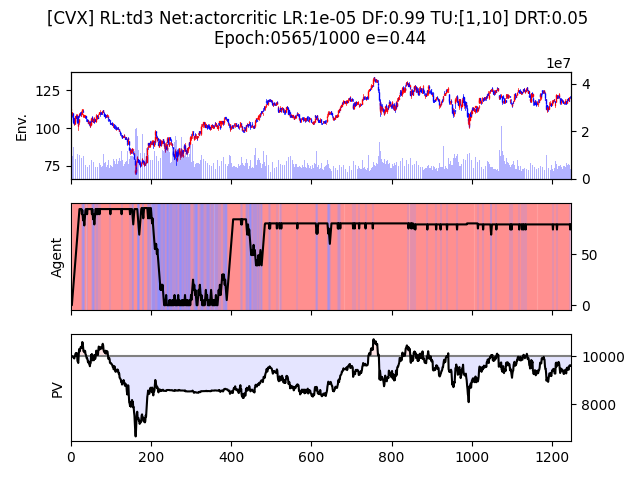 [CVX] RL:td3 Net:actorcritic LR:1e-05 DF:0.99 TU:[1,10] DRT:0.05
Epoch:0565/1000 e=0.44
1e7
125
100
75
Env.
4
2
0
Agent
50
0
PV
10000
8000
0
200
400
600
800
1000
1200